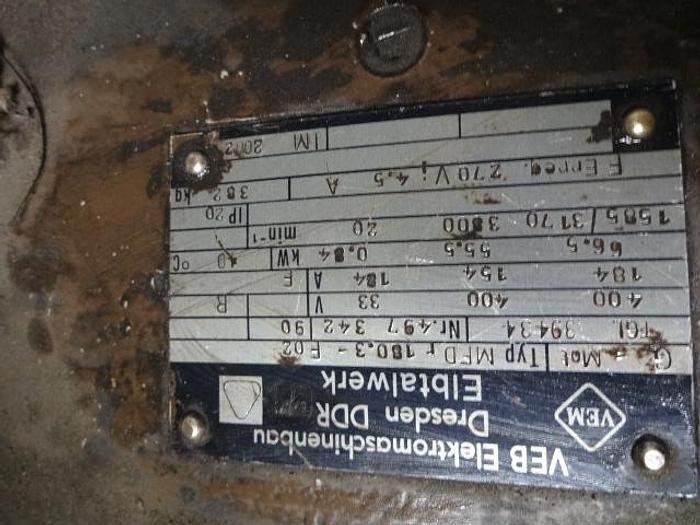 VEM
VEB Elektromaschinenbau
Dresden DDR
Elbtalwerk
G - Mot Typ MFD r 180.3 - F02
TGL 39434 Nr. 497 342 90
400 400 33 V R
184 154 184 A F
66.5 55.5 0.84 kW 40 °C
1585/3170 3800 20 min⁻¹ IP 20
F Erreg. 270 V; 4.5 A 382 kg
IM 2002